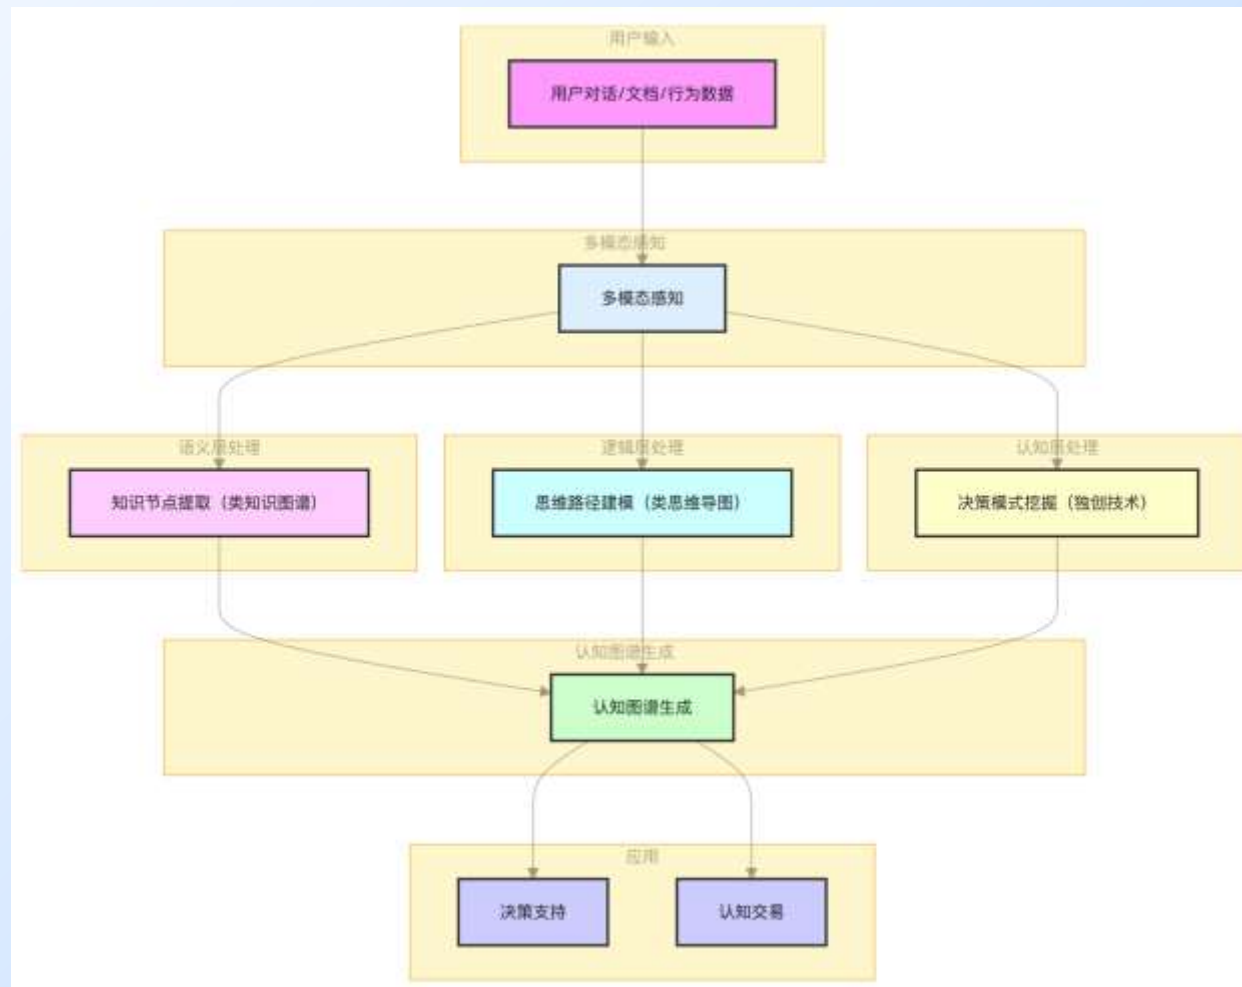 用户输入
用户对话/文档/行为数据
多模态感知
多模态感知
语义层处理
逻辑层处理
认知层处理
知识节点提取（类知识图谱）
思维路径建模（类思维导图）
决策模式挖掘（独创技术）
认知图谱生成
认知图谱生成
应用
决策支持
认知交易